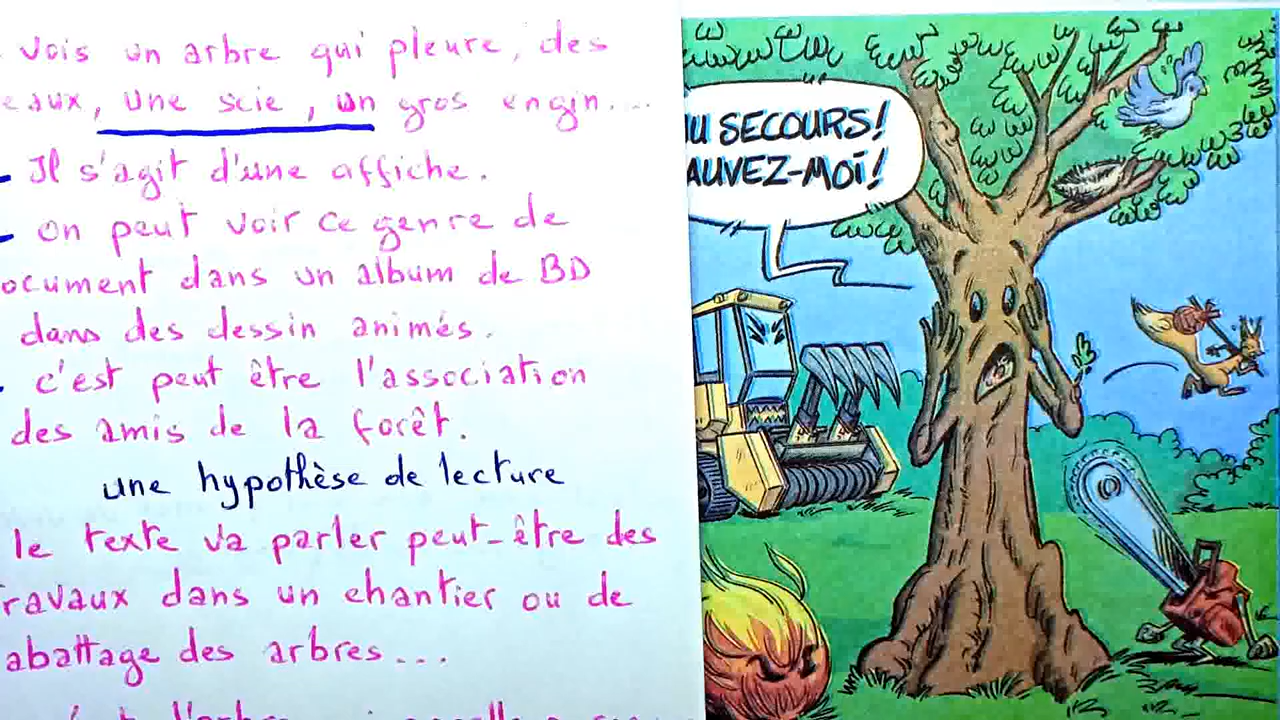 vois un arbre qui pleure, des
eaux, une scie, un gros engin....
- Il s'agit d'une affiche.
- on peut voir ce genre de
ocument dans un album de BD
dans des dessin animés.
. c'est peut être l'association
des amis de la forêt.
une hypothèse de lecture
le texte va parler peut-être des
ravaux dans un chantier ou de
abattage des arbres...
U SECOURS!
AUVEZ-MOI!